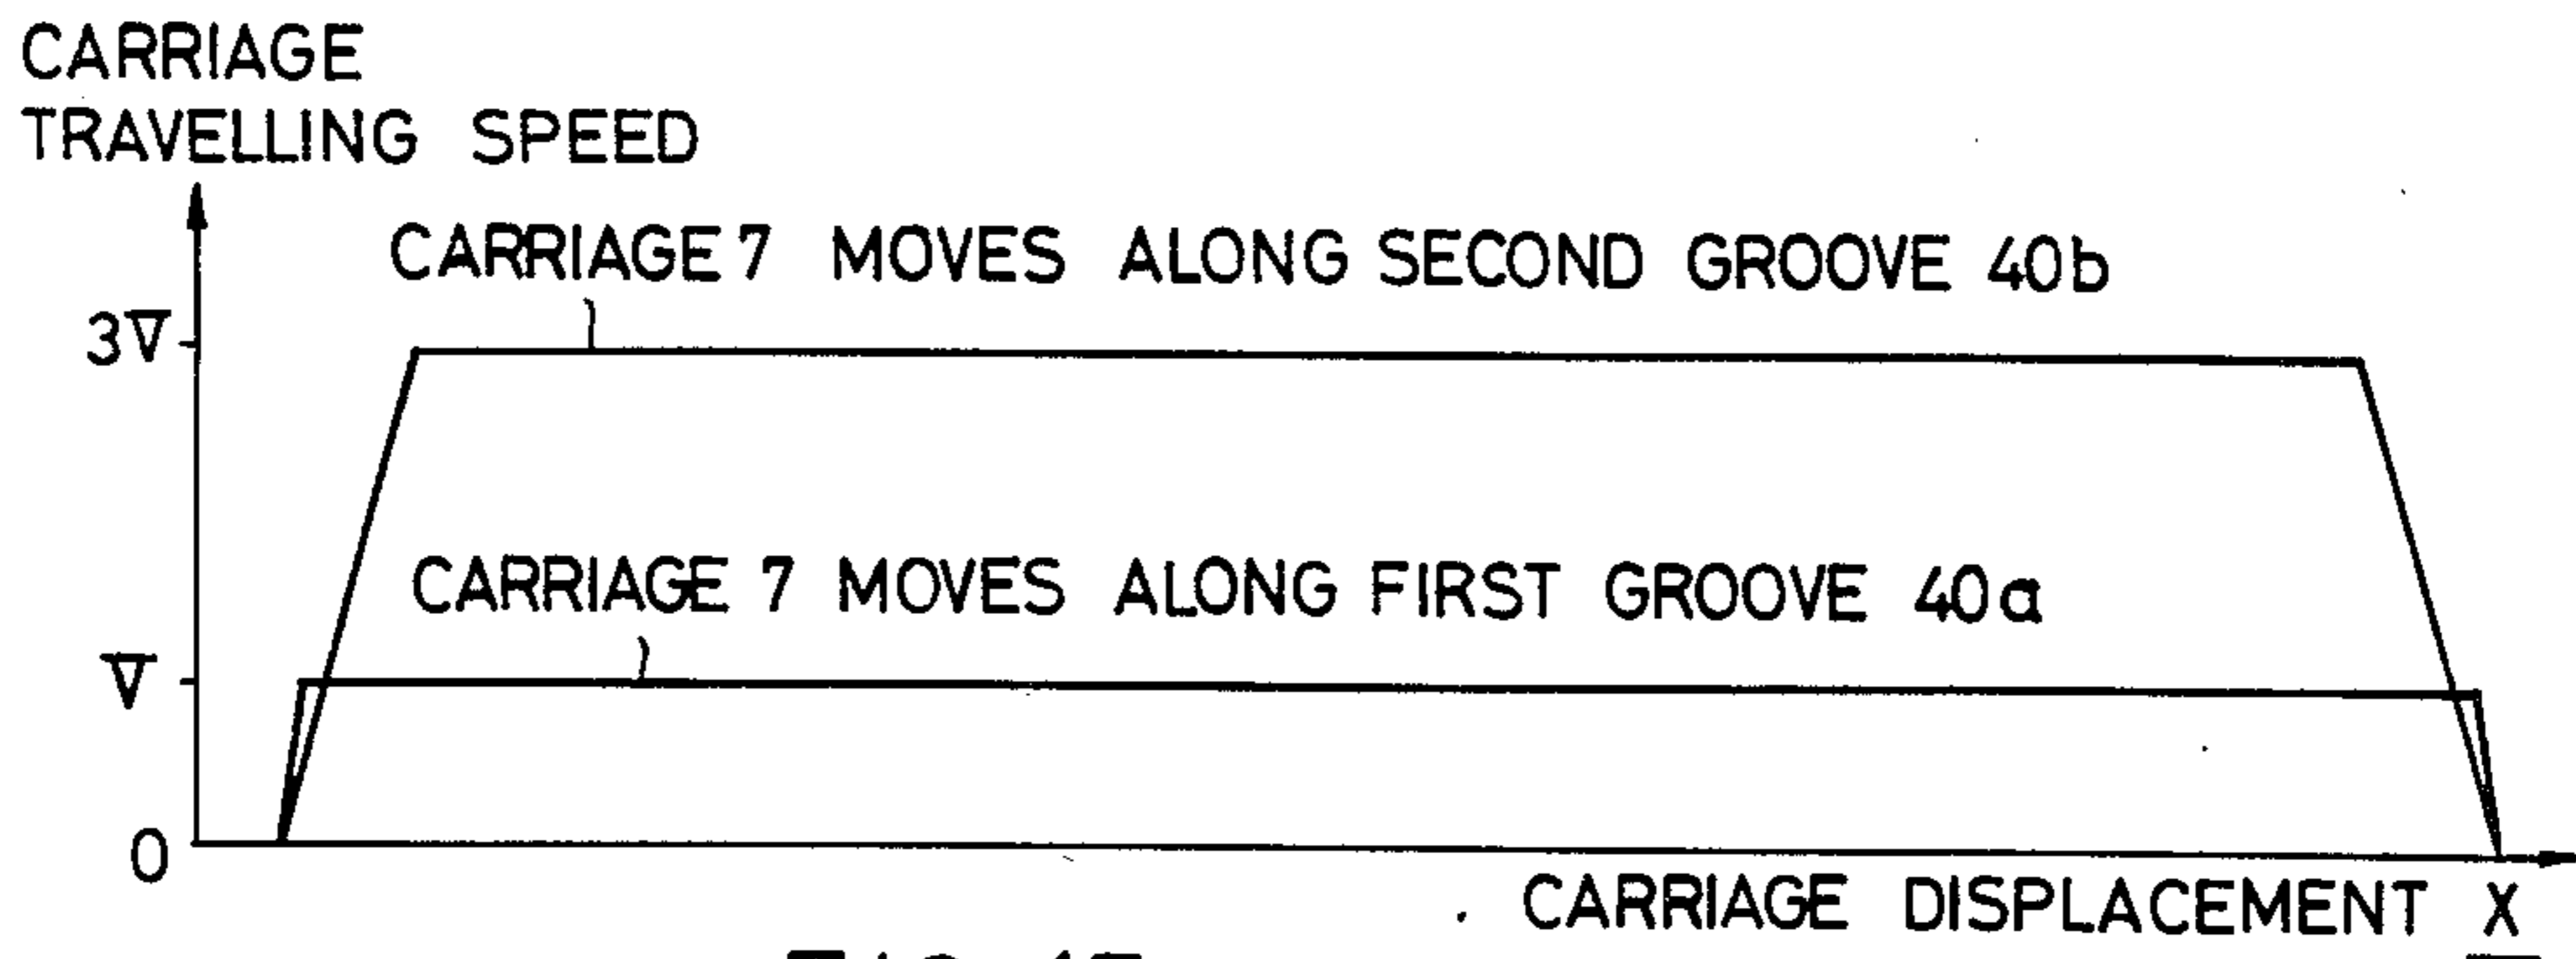 CARRIAGE
TRAVELLING SPEED
CARRIAGE 7 MOVES ALONG SECOND GROOVE 40b
3V
CARRIAGE 7 MOVES ALONG FIRST GROOVE 40a
V
0
CARRIAGE DISPLACEMENT X